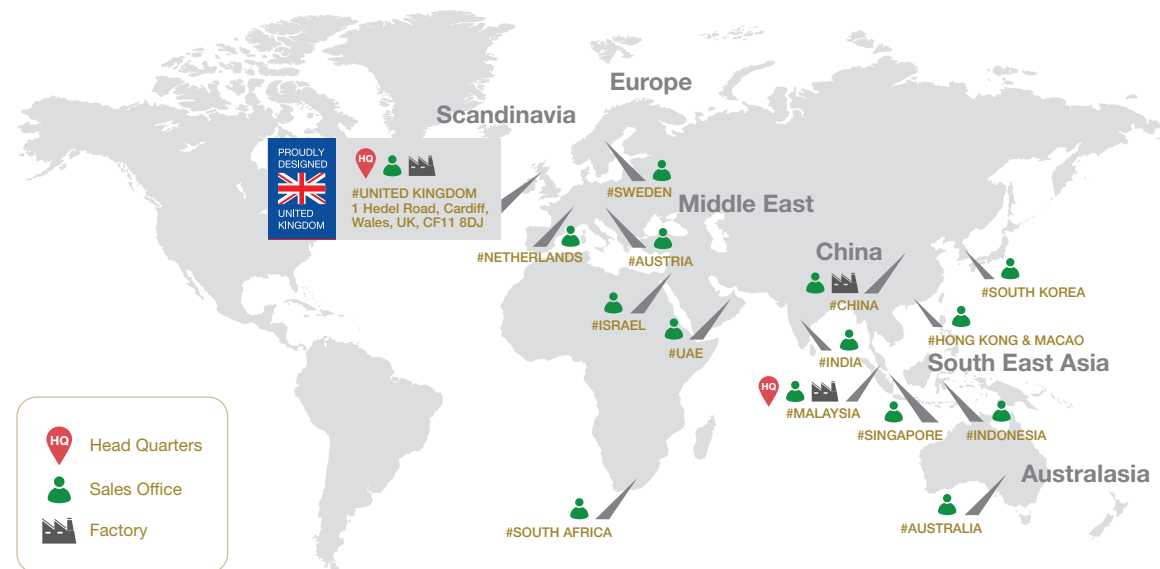 Europe
Scandinavia
PROUDLY
DESIGNED
UNITED
KINGDOM
HQ
#UNITED KINGDOM
1 Hedel Road, Cardiff,
Wales, UK, CF11 8DJ
#SWEDEN
Middle East
#NETHERLANDS
#AUSTRIA
China
#CHINA
#SOUTH KOREA
#ISRAEL
#UAE
#HONG KONG & MACAO
#INDIA
South East Asia
HQ
#MALAYSIA
#SINGAPORE
#INDONESIA
Australasia
#SOUTH AFRICA
#AUSTRALIA
HQ Head Quarters
Sales Office
Factory